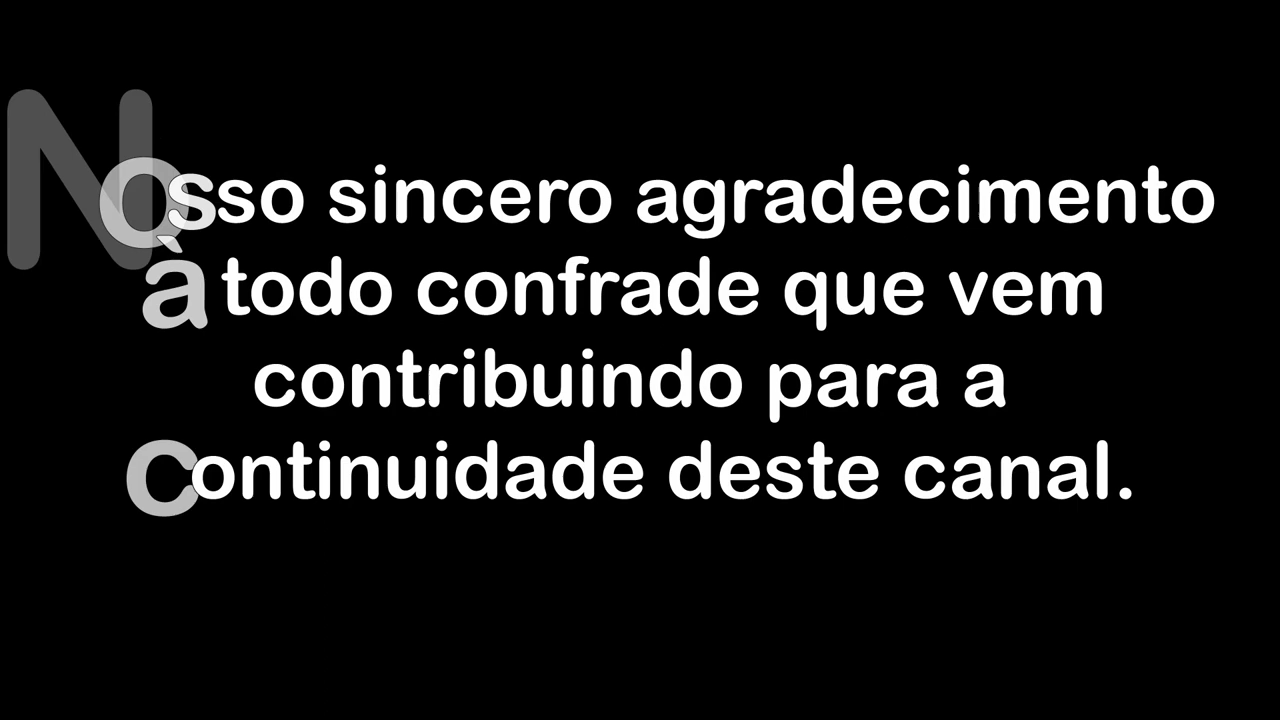 Nosso sincero agradecimento
à todo confrade que vem
contribuindo para a
continuidade deste canal.